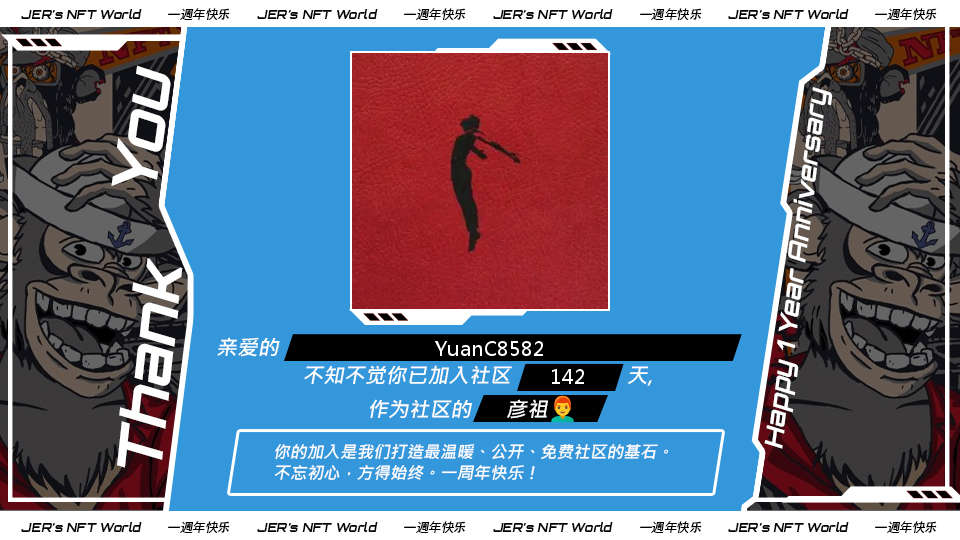 JER's NFT World 一週年快乐 JER's NFT World 一週年快乐 JER's NFT World 一週年快乐 JER's NFT World 一週年快乐
Thank You
Happy 1 Year Anniversary
亲爱的 YuanC8582
不知不觉你已加入社区 142 天,
作为社区的 彦祖👨‍🦰
你的加入是我们打造最温暖、公开、免费社区的基石。
不忘初心，方得始终。一周年快乐！
JER's NFT World 一週年快乐 JER's NFT World 一週年快乐 JER's NFT World 一週年快乐 JER's NFT World 一週年快乐